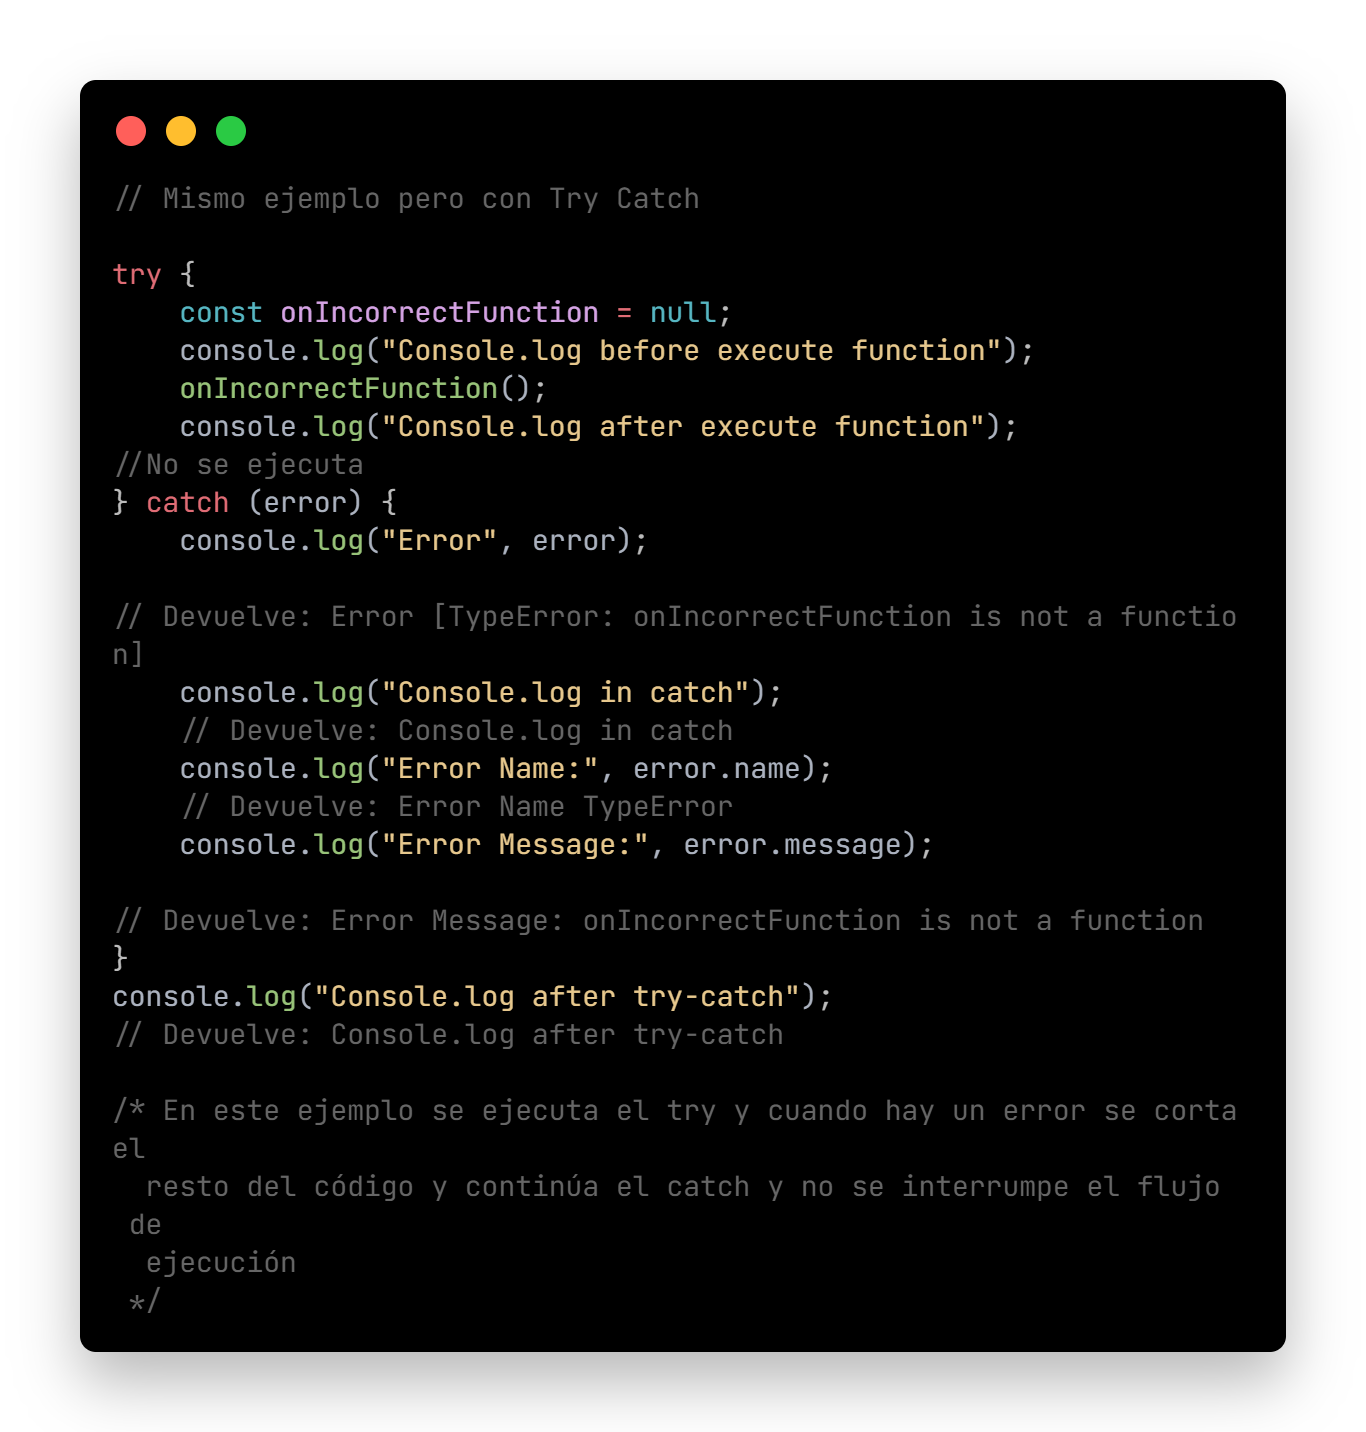 // Mismo ejemplo pero con Try Catch

try {
    const onIncorrectFunction = null;
    console.log("Console.log before execute function");
    onIncorrectFunction();
    console.log("Console.log after execute function");
//No se ejecuta
} catch (error) {
    console.log("Error", error);

// Devuelve: Error [TypeError: onIncorrectFunction is not a functio
n]
    console.log("Console.log in catch");
    // Devuelve: Console.log in catch
    console.log("Error Name:", error.name);
    // Devuelve: Error Name TypeError
    console.log("Error Message:", error.message);

// Devuelve: Error Message: onIncorrectFunction is not a function
}
console.log("Console.log after try-catch");
// Devuelve: Console.log after try-catch

/* En este ejemplo se ejecuta el try y cuando hay un error se corta
el
  resto del código y continúa el catch y no se interrumpe el flujo
 de
  ejecución
 */